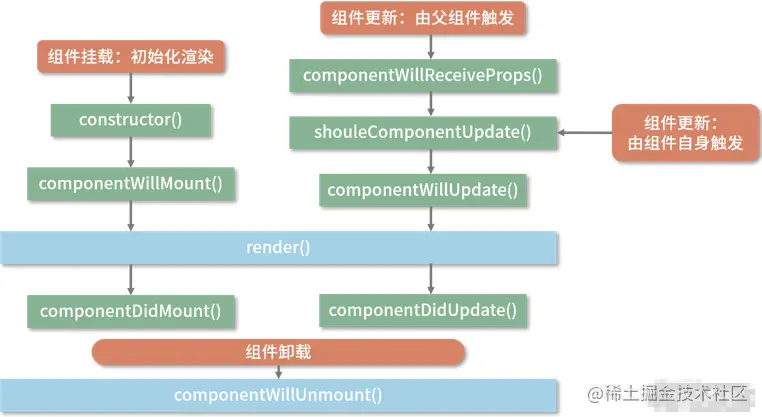 组件更新：由父组件触发
组件挂载：初始化渲染
componentWillReceiveProps()
constructor()
shouleComponentUpdate()
组件更新：
由组件自身触发
componentWillMount()
componentWillUpdate()
render()
componentDidMount()
componentDidUpdate()
组件卸载
componentWillUnmount()
@稀土掘金技术社区